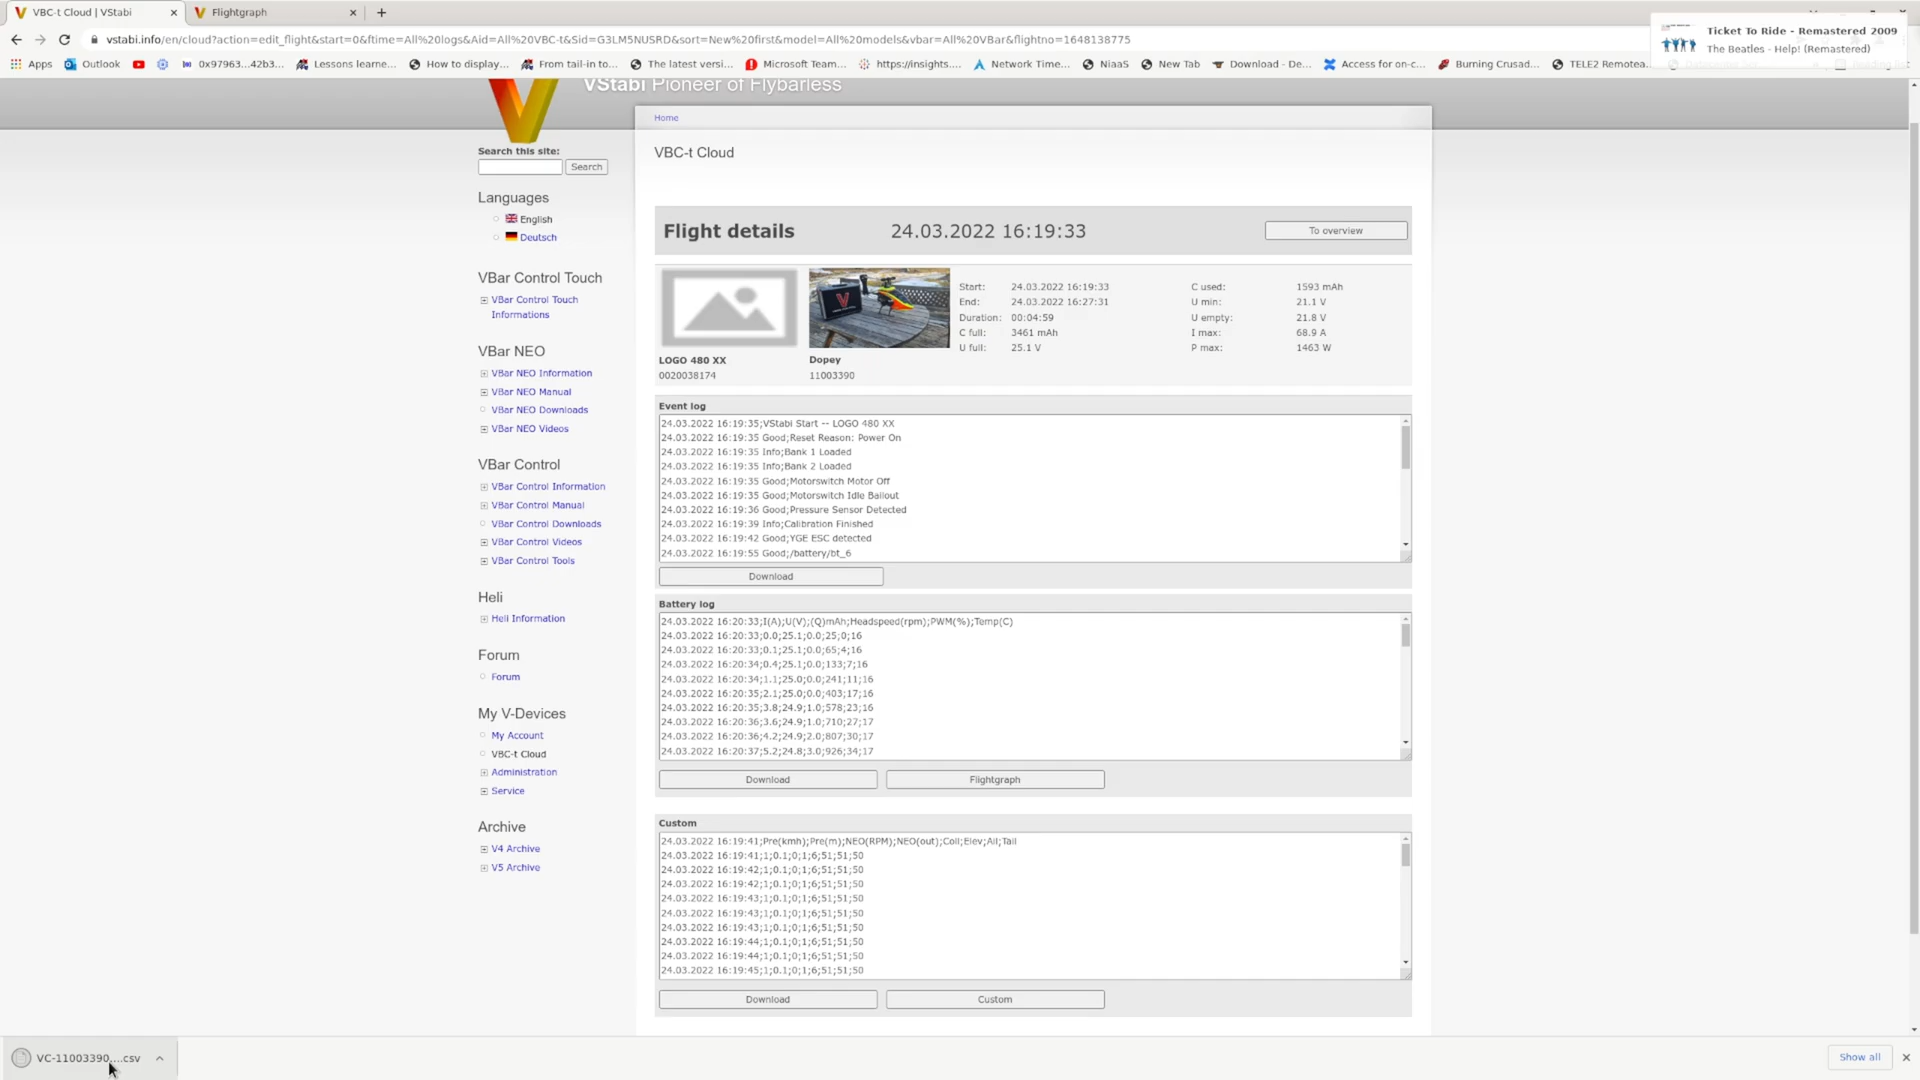 VBC-t Cloud | VStabi
Flightgraph
vstabi.info/en/cloud?action=edit_flight&start=0&ftime=All%20logs&Aid=All%20VBC-t&Sid=G3LM5NUSRD&sort=New%20first&model=All%20models&vbar=All%20VBar&flightno=1648138775
Ticket To Ride - Remastered 2009
The Beatles - Help! (Remastered)
Apps
Outlook
0x97963...42b3...
Lessons learne...
How to display...
From tail-in to...
The latest versi...
Microsoft Team...
https://insights....
Network Time...
NiaaS
New Tab
Download - De...
Access for on-c...
Burning Crusad...
TELE2 Remotea..
VStabi Pioneer of Flybarless
Home
VBC-t Cloud
Search this site:
Search
Languages
English
Deutsch
VBar Control Touch
VBar Control Touch
Informations
VBar NEO
VBar NEO Information
VBar NEO Manual
VBar NEO Downloads
VBar NEO Videos
VBar Control
VBar Control Information
VBar Control Manual
VBar Control Downloads
VBar Control Videos
VBar Control Tools
Heli
Heli Information
Forum
Forum
My V-Devices
My Account
VBC-t Cloud
Administration
Service
Archive
V4 Archive
V5 Archive
Flight details
24.03.2022 16:19:33
To overview
LOGO 480 XX
0020038174
Dopey
11003390
Start: 24.03.2022 16:19:33
End: 24.03.2022 16:27:31
Duration: 00:04:59
C full: 3461 mAh
U full: 25.1 V
C used: 1593 mAh
U min: 21.1 V
U empty: 21.8 V
I max: 68.9 A
P max: 1463 W
Event log
24.03.2022 16:19:35;VStabi Start -- LOGO 480 XX
24.03.2022 16:19:35 Good;Reset Reason: Power On
24.03.2022 16:19:35 Info;Bank 1 Loaded
24.03.2022 16:19:35 Info;Bank 2 Loaded
24.03.2022 16:19:35 Good;Motorswitch Motor Off
24.03.2022 16:19:35 Good;Motorswitch Idle Bailout
24.03.2022 16:19:36 Good;Pressure Sensor Detected
24.03.2022 16:19:39 Info;Calibration Finished
24.03.2022 16:19:42 Good;YGE ESC detected
24.03.2022 16:19:55 Good;/battery/bt_6
Download
Battery log
24.03.2022 16:20:33;I(A);U(V);(Q)mAh;Headspeed(rpm);PWM(%);Temp(C)
24.03.2022 16:20:33;0.0;25.1;0.0;25;0;16
24.03.2022 16:20:33;0.1;25.1;0.0;65;4;16
24.03.2022 16:20:34;0.4;25.1;0.0;133;7;16
24.03.2022 16:20:34;1.1;25.0;0.0;241;11;16
24.03.2022 16:20:35;2.1;25.0;0.0;403;17;16
24.03.2022 16:20:35;3.8;24.9;1.0;578;23;16
24.03.2022 16:20:36;3.6;24.9;1.0;710;27;17
24.03.2022 16:20:36;4.2;24.9;2.0;807;30;17
24.03.2022 16:20:37;5.2;24.8;3.0;926;34;17
Download
Flightgraph
Custom
24.03.2022 16:19:41;Pre(kmh);Pre(m);NEO(RPM);NEO(out);Coll;Elev;Ail;Tail
24.03.2022 16:19:41;1;0.1;0;1;6;51;51;50
24.03.2022 16:19:42;1;0.1;0;1;6;51;51;50
24.03.2022 16:19:42;1;0.1;0;1;6;51;51;50
24.03.2022 16:19:43;1;0.1;0;1;6;51;51;50
24.03.2022 16:19:43;1;0.1;0;1;6;51;51;50
24.03.2022 16:19:43;1;0.1;0;1;6;51;51;50
24.03.2022 16:19:44;1;0.1;0;1;6;51;51;50
24.03.2022 16:19:44;1;0.1;0;1;6;51;51;50
24.03.2022 16:19:45;1;0.1;0;1;6;51;51;50
Download
Custom
VC-11003390,...csv
Show all